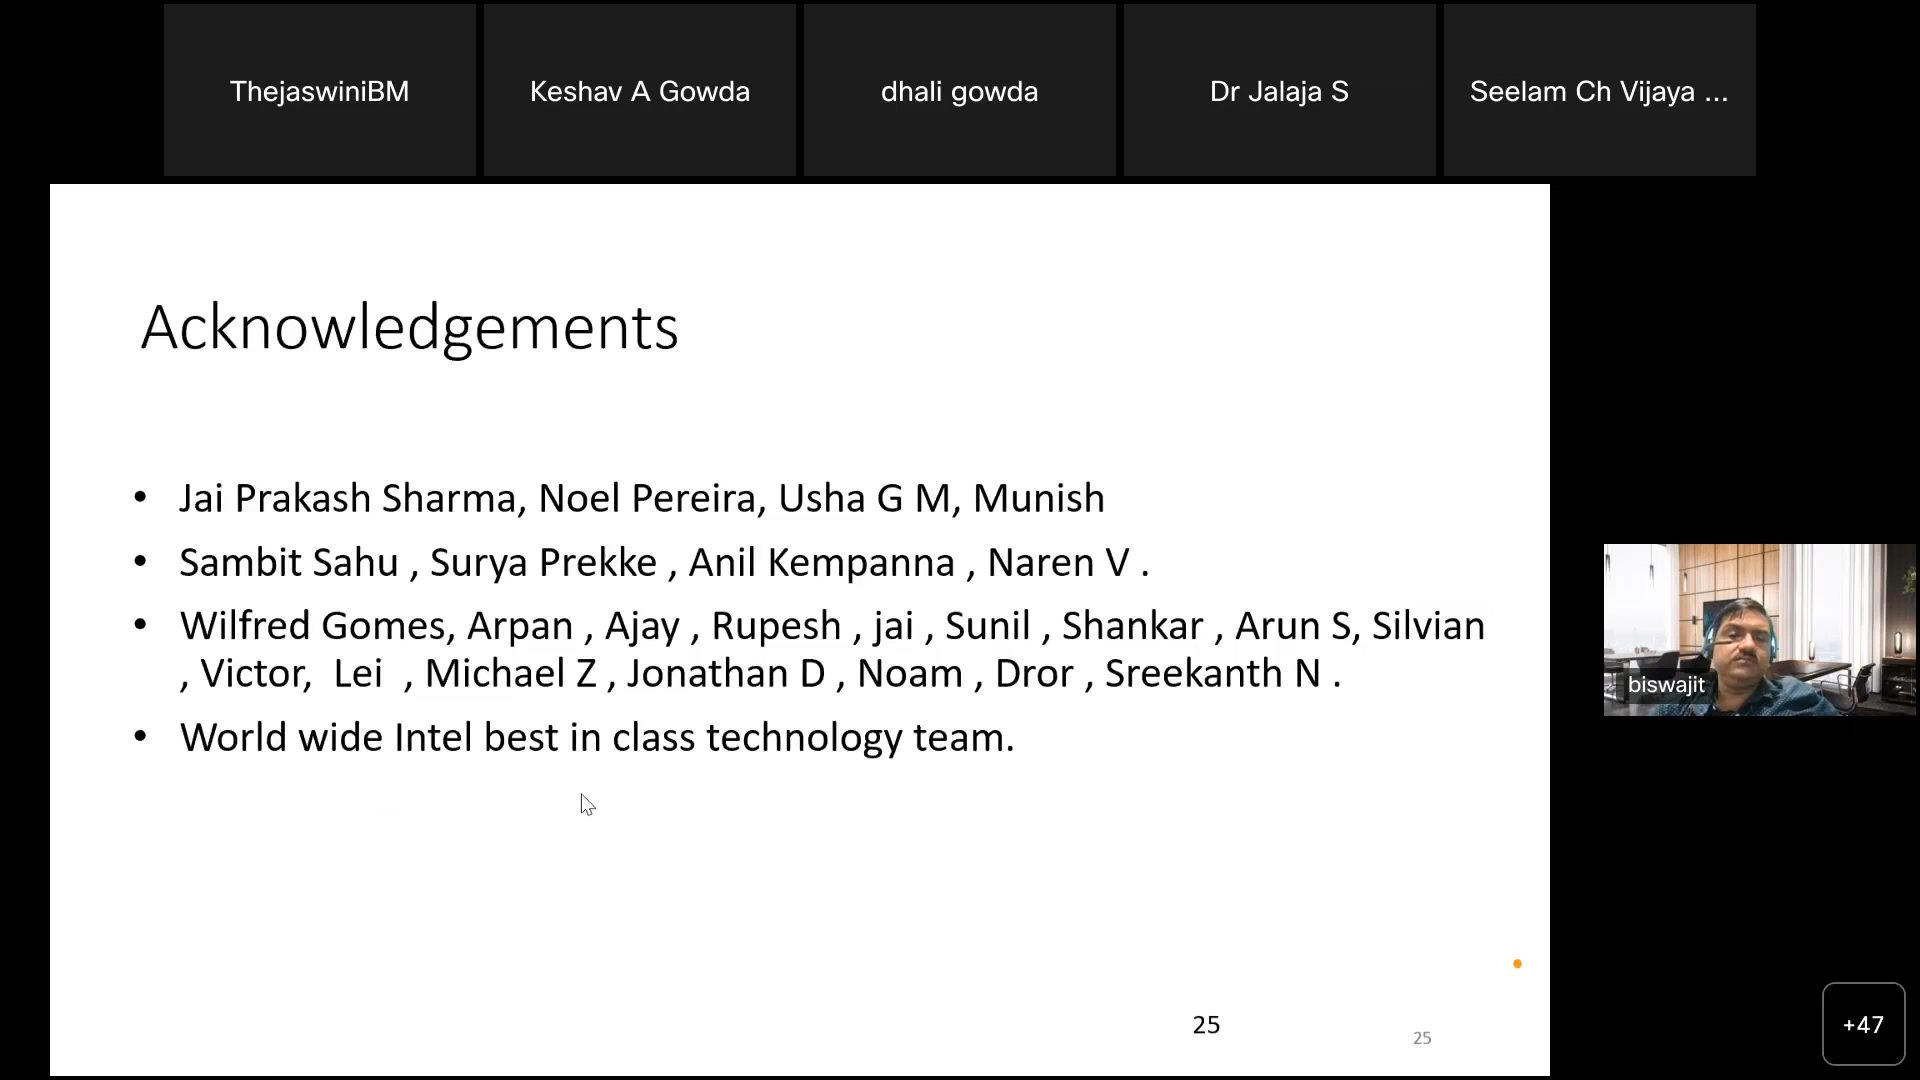 ThejaswiniBM
Keshav A Gowda
dhali gowda
Dr Jalaja S
Seelam Ch Vijaya ...
Acknowledgements
• Jai Prakash Sharma, Noel Pereira, Usha G M, Munish
• Sambit Sahu , Surya Prekke , Anil Kempanna , Naren V .
• Wilfred Gomes, Arpan , Ajay , Rupesh , jai , Sunil , Shankar , Arun S, Silvian
, Victor, Lei , Michael Z , Jonathan D , Noam , Dror , Sreekanth N .
• World wide Intel best in class technology team.
biswajit
25
25
+47